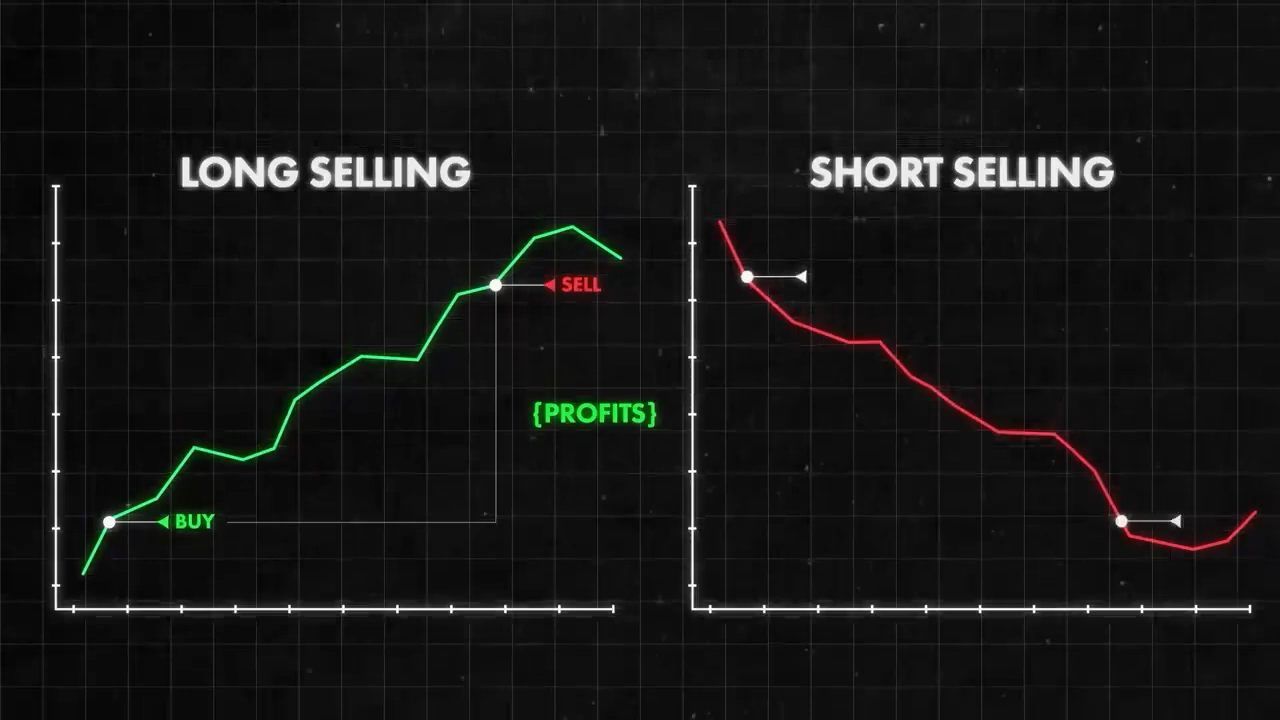 LONG SELLING
SHORT SELLING
SELL
{PROFITS}
BUY